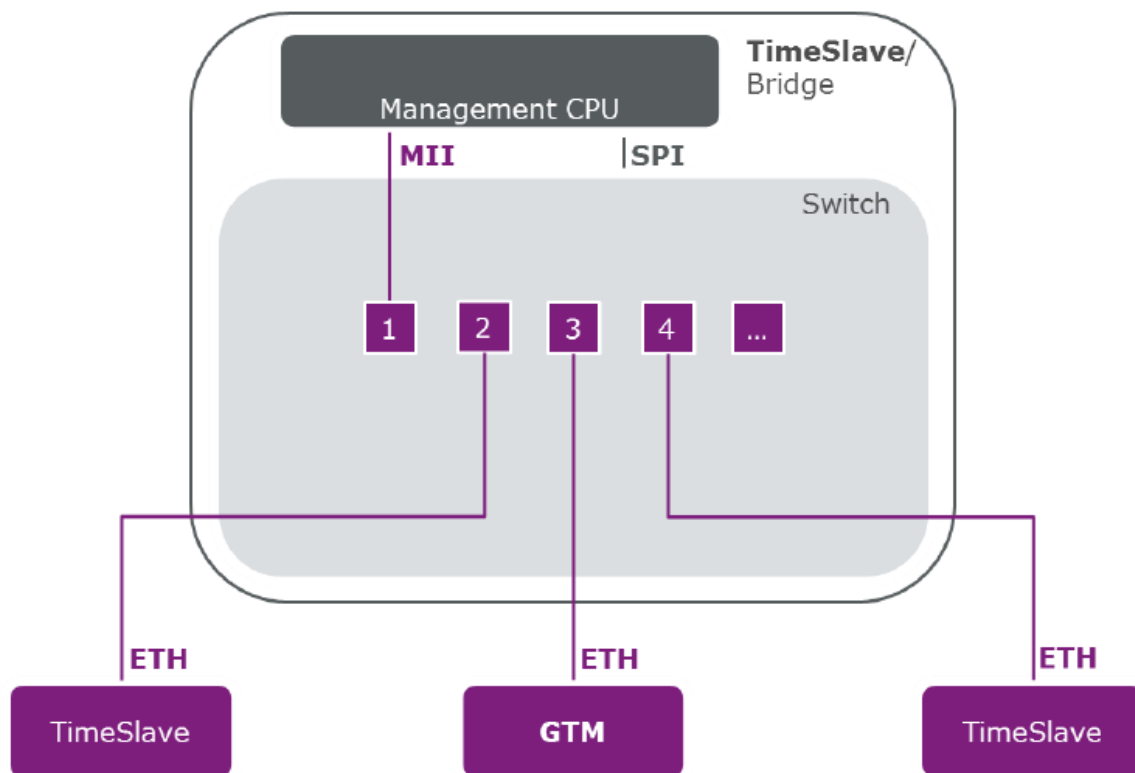 TimeSlave/
Bridge
Management CPU
MII
SPI
Switch
1
2
3
4
...
ETH
ETH
ETH
TimeSlave
GTM
TimeSlave